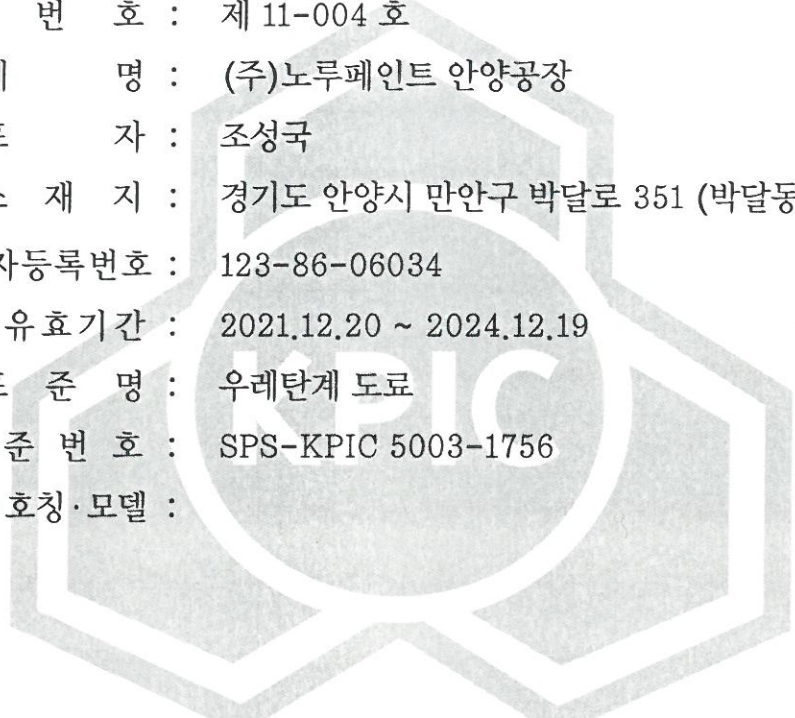 번 호 : 제 11-004 호
명 : (주)노루페인트 안양공장
자 : 조성국
재 지 : 경기도 안양시 만안구 박달로 351 (박달동
자등록번호 : 123-86-06034
유효기간 : 2021.12.20 ~ 2024.12.19
준 명 : 우레탄계 도료
준 번 호 : SPS-KPIC 5003-1756
호칭·모델 :
KPIC